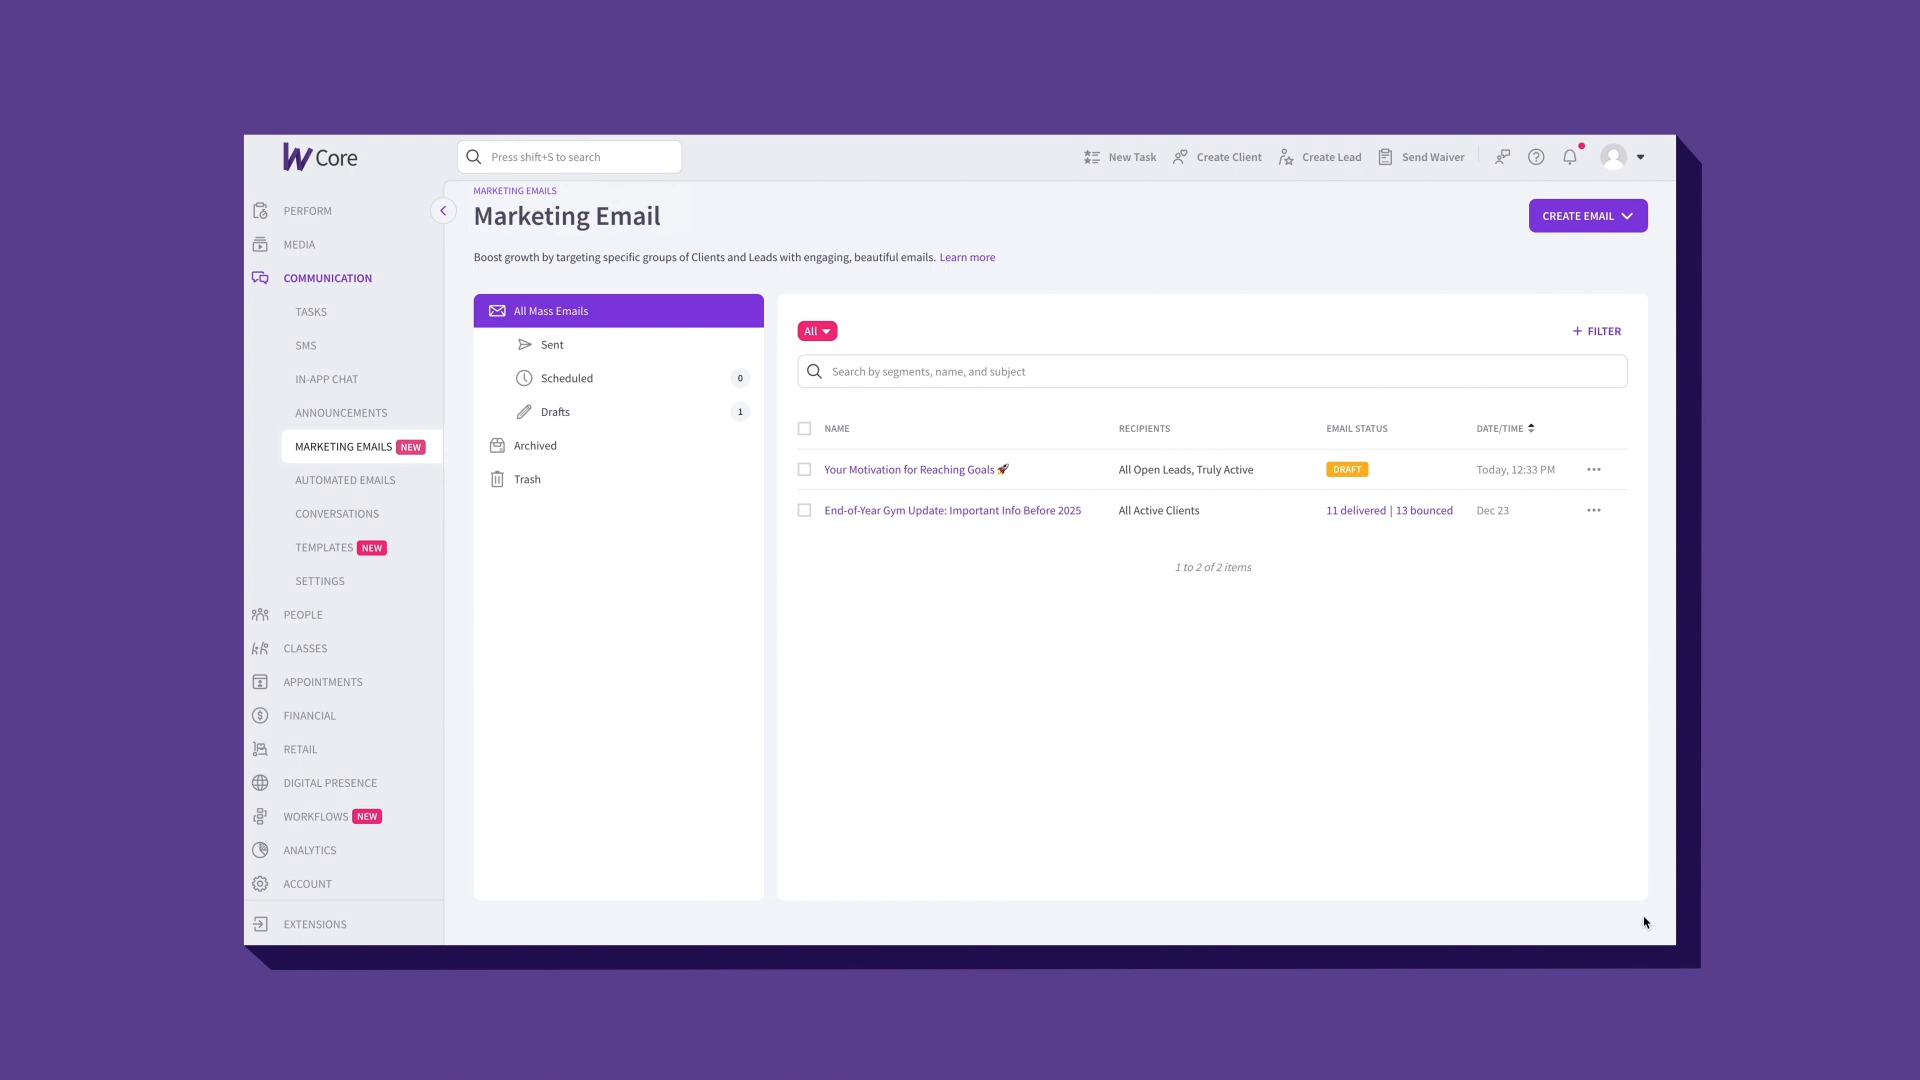 W Core
Press shift+S to search
New Task
Create Client
Create Lead
Send Waiver
PERFORM
MEDIA
COMMUNICATION
TASKS
SMS
IN-APP CHAT
ANNOUNCEMENTS
MARKETING EMAILS NEW
AUTOMATED EMAILS
CONVERSATIONS
TEMPLATES NEW
SETTINGS
PEOPLE
CLASSES
APPOINTMENTS
FINANCIAL
RETAIL
DIGITAL PRESENCE
WORKFLOWS NEW
ANALYTICS
ACCOUNT
EXTENSIONS
MARKETING EMAILS
Marketing Email
CREATE EMAIL
Boost growth by targeting specific groups of Clients and Leads with engaging, beautiful emails. Learn more
All Mass Emails
Sent
Scheduled 0
Drafts 1
Archived
Trash
All
+ FILTER
Search by segments, name, and subject
NAME RECIPIENTS EMAIL STATUS DATE/TIME
Your Motivation for Reaching Goals 🚀 All Open Leads, Truly Active DRAFT Today, 12:33 PM
End-of-Year Gym Update: Important Info Before 2025 All Active Clients 11 delivered | 13 bounced Dec 23
1 to 2 of 2 items